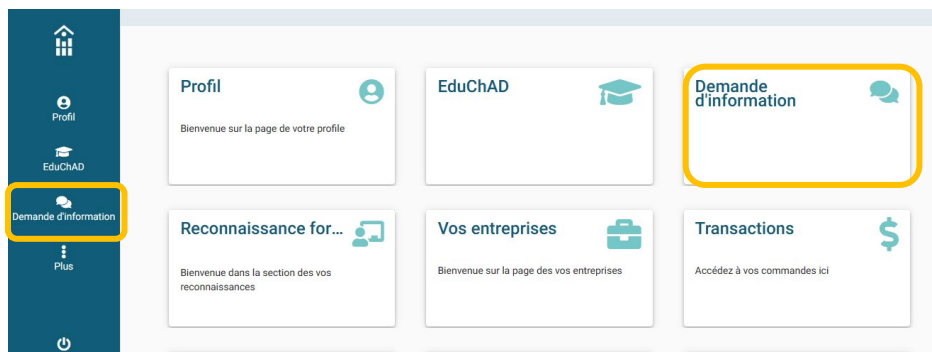 Profil
EduChAD
Demande d'information
Plus
Profil
Bienvenue sur la page de votre profile
EduChAD
Demande
d'information
Reconnaissance for...
Bienvenue dans la section des vos
reconnaissances
Vos entreprises
Bienvenue sur la page des vos entreprises
Transactions
Accédez à vos commandes ici